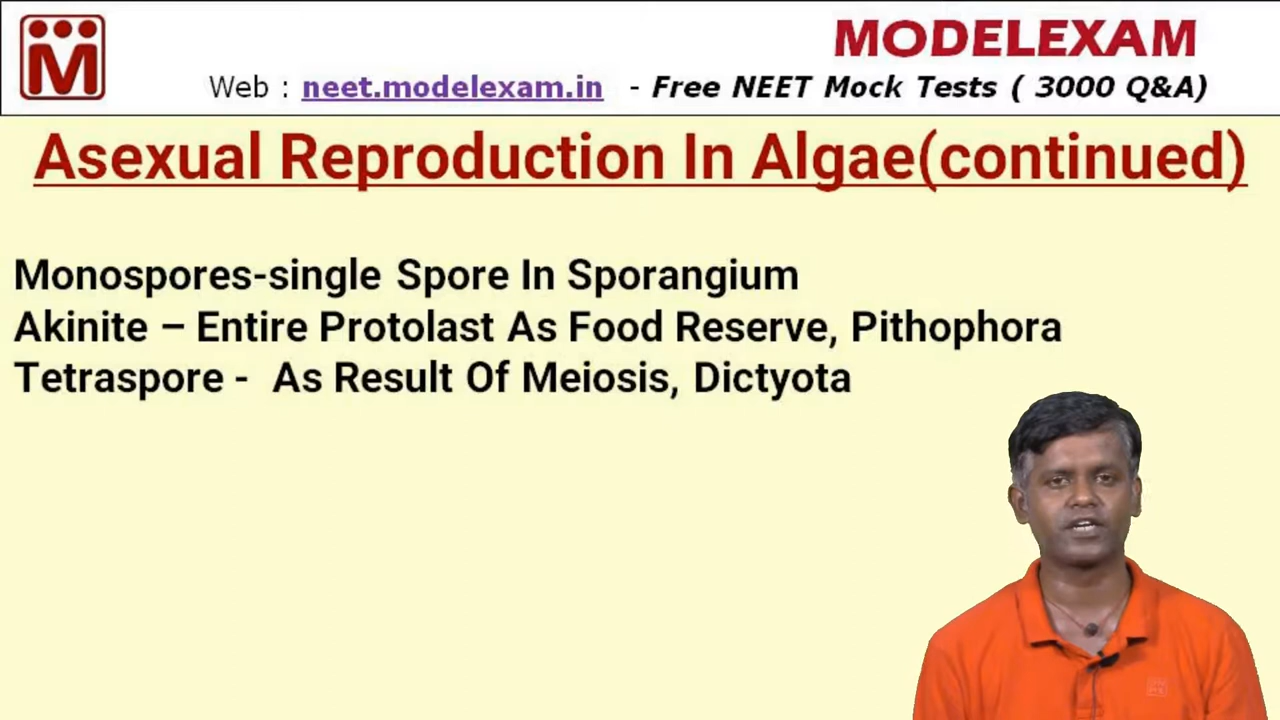 M
MODELEXAM
Web : neet.modelexam.in - Free NEET Mock Tests ( 3000 Q&A)
Asexual Reproduction In Algae(continued)
Monospores-single Spore In Sporangium
Akinite – Entire Protolast As Food Reserve, Pithophora
Tetraspore - As Result Of Meiosis, Dictyota